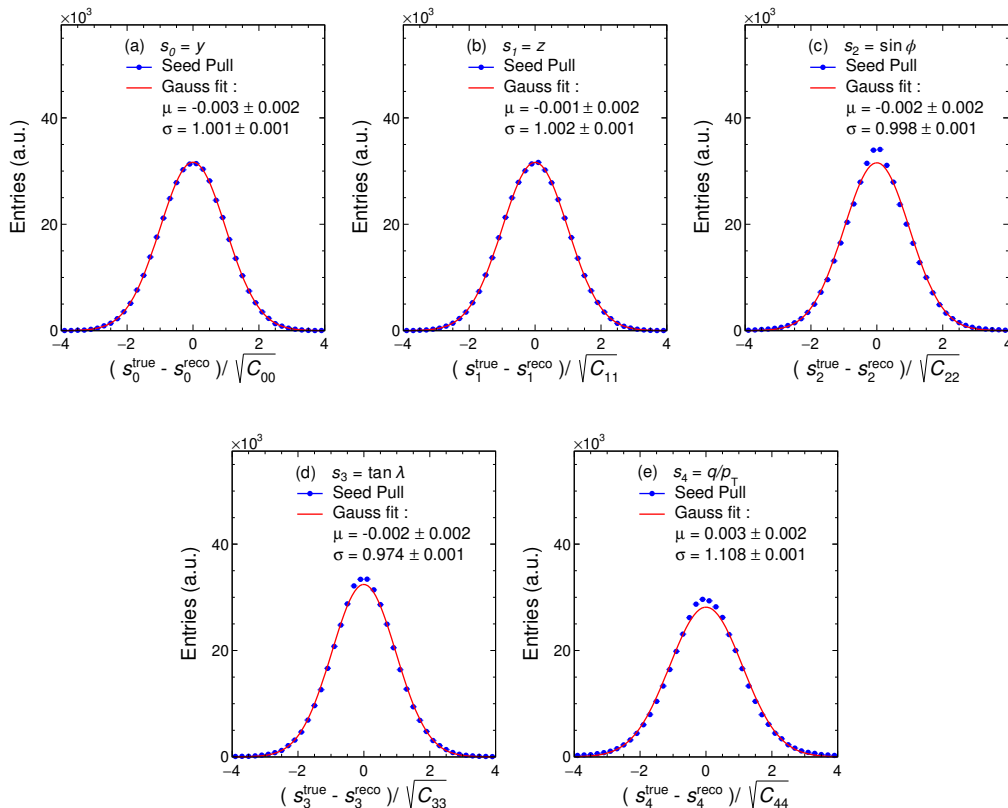 ×10³
60
40
20
0
Entries (a.u.)
(a) s₀ = y
Seed Pull
Gauss fit :
μ = -0.003 ± 0.002
σ = 1.001 ± 0.001
−4 −2 0 2 4
( s₀^true - s₀^reco )/ √C₀₀
×10³
60
40
20
0
Entries (a.u.)
(b) s₁ = z
Seed Pull
Gauss fit :
μ = -0.001 ± 0.002
σ = 1.002 ± 0.001
−4 −2 0 2 4
( s₁^true - s₁^reco )/ √C₁₁
×10³
60
40
20
0
Entries (a.u.)
(c) s₂ = sin ϕ
Seed Pull
Gauss fit :
μ = -0.002 ± 0.002
σ = 0.998 ± 0.001
−4 −2 0 2 4
( s₂^true - s₂^reco )/ √C₂₂
×10³
60
40
20
0
Entries (a.u.)
(d) s₃ = tan λ
Seed Pull
Gauss fit :
μ = -0.002 ± 0.002
σ = 0.974 ± 0.001
−4 −2 0 2 4
( s₃^true - s₃^reco )/ √C₃₃
×10³
60
40
20
0
Entries (a.u.)
(e) s₄ = q/p_T
Seed Pull
Gauss fit :
μ = 0.003 ± 0.002
σ = 1.108 ± 0.001
−4 −2 0 2 4
( s₄^true - s₄^reco )/ √C₄₄